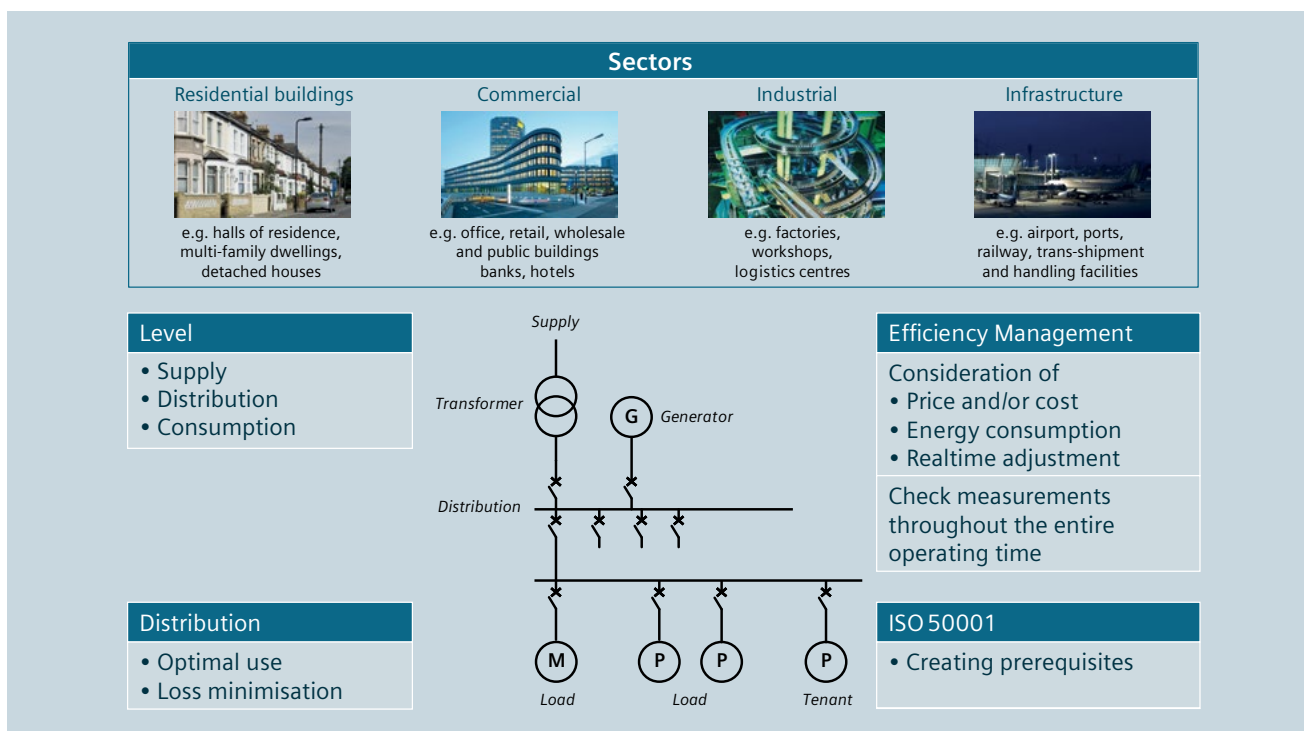 Sectors
Residential buildings
Commercial
Industrial
Infrastructure
e.g. halls of residence,
multi-family dwellings,
detached houses
e.g. office, retail, wholesale
and public buildings
banks, hotels
e.g. factories,
workshops,
logistics centres
e.g. airport, ports,
railway, trans-shipment
and handling facilities
Level
• Supply
• Distribution
• Consumption
Supply
Transformer
G
Generator
Distribution
M
P
P
P
Load
Load
Tenant
Efficiency Management
Consideration of
• Price and/or cost
• Energy consumption
• Realtime adjustment
Check measurements
throughout the entire
operating time
Distribution
• Optimal use
• Loss minimisation
ISO 50001
• Creating prerequisites